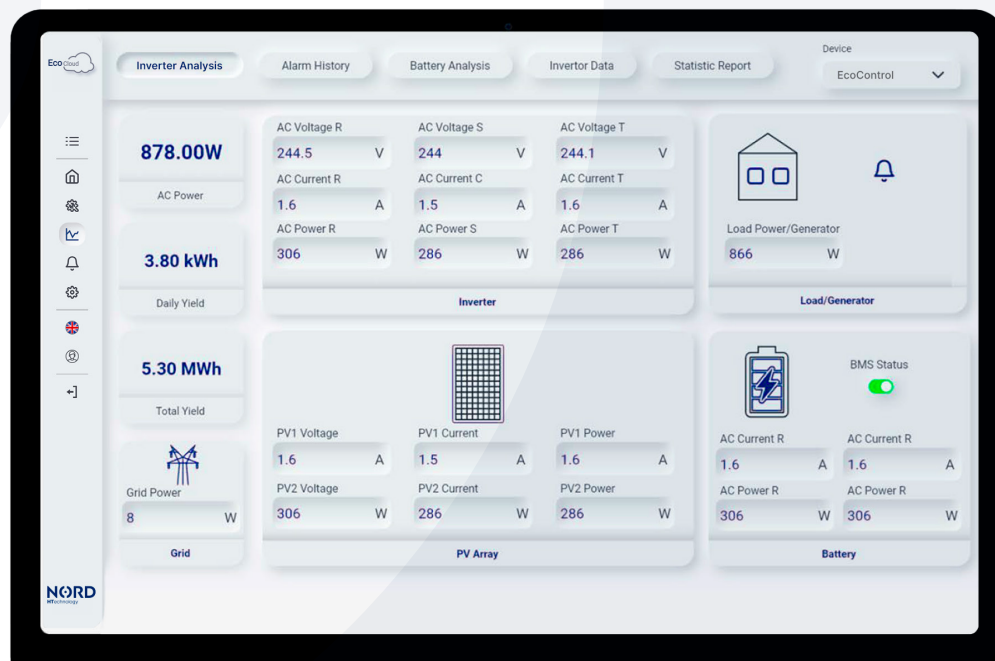 Eco Cloud
Inverter Analysis
Alarm History
Battery Analysis
Invertor Data
Statistic Report
Device
EcoControl
878.00W
AC Power
3.80 kWh
Daily Yield
5.30 MWh
Total Yield
Grid Power
8 W
Grid
AC Voltage R AC Voltage S AC Voltage T
244.5 V 244 V 244.1 V
AC Current R AC Current C AC Current T
1.6 A 1.5 A 1.6 A
AC Power R AC Power S AC Power T
306 W 286 W 286 W
Inverter
Load Power/Generator
866 W
Load/Generator
PV1 Voltage PV1 Current PV1 Power
1.6 A 1.5 A 1.6 A
PV2 Voltage PV2 Current PV2 Power
306 W 286 W 286 W
PV Array
BMS Status
AC Current R AC Current R
1.6 A 1.6 A
AC Power R AC Power R
306 W 306 W
Battery
NORD
HTechnology